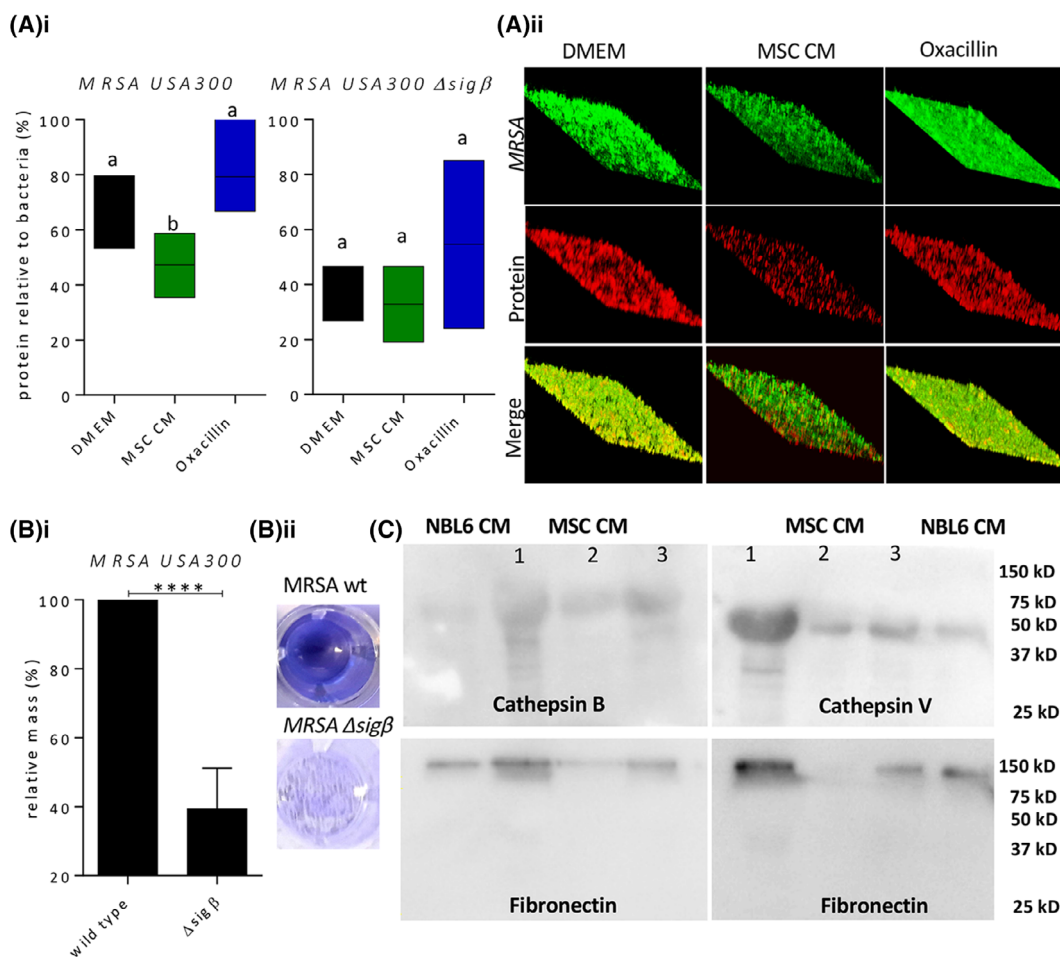 (A)i
MRSA USA300
MRSA USA300 Δsigβ
protein relative to bacteria (%)
100
80
60
40
20
0
a
b
a
DMEM
MSC CM
Oxacillin
100
80
60
40
20
0
a
a
a
DMEM
MSC CM
Oxacillin
(A)ii
DMEM
MSC CM
Oxacillin
MRSA
Protein
Merge
(B)i
MRSA USA300
****
relative mass (%)
100
80
60
40
20
wild type
Δsigβ
(B)ii
MRSA wt
MRSA Δsigβ
(C)
NBL6 CM
MSC CM
1
2
3
Cathepsin B
MSC CM
NBL6 CM
1
2
3
Cathepsin V
150 kD
75 kD
50 kD
37 kD
25 kD
Fibronectin
Fibronectin
150 kD
75 kD
50 kD
37 kD
25 kD